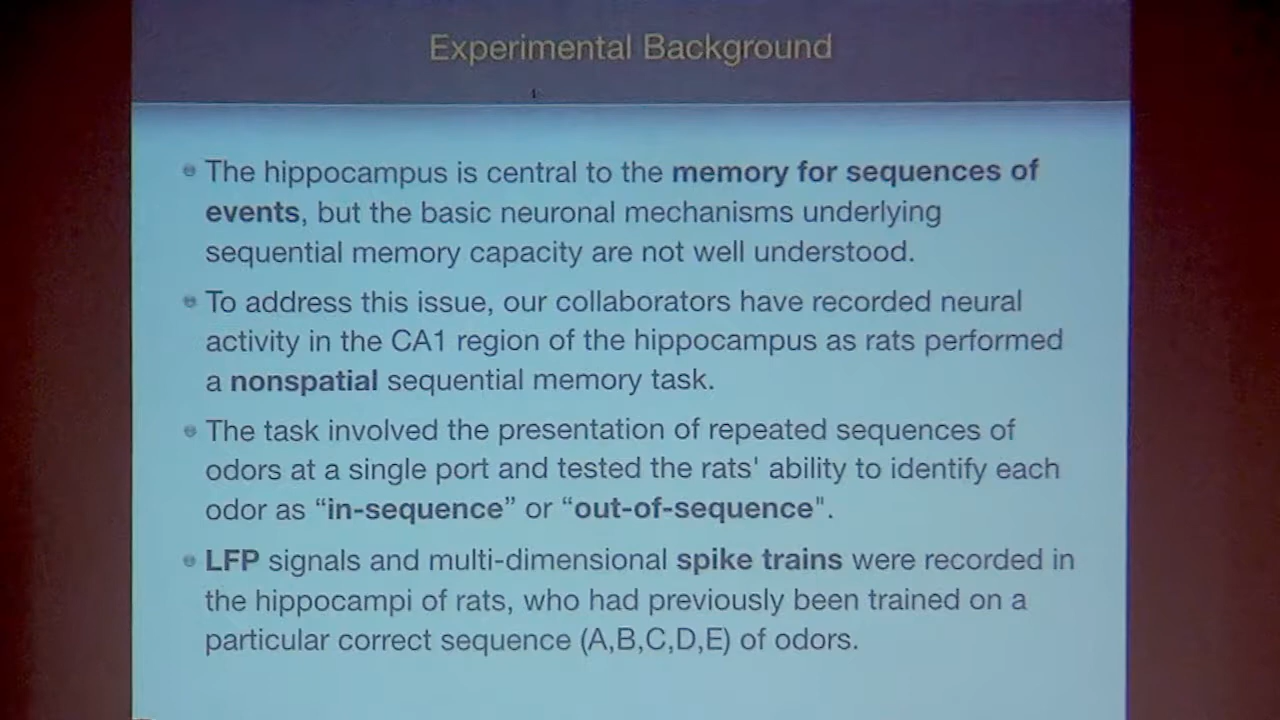 Experimental Background
The hippocampus is central to the memory for sequences of
events, but the basic neuronal mechanisms underlying
sequential memory capacity are not well understood.
To address this issue, our collaborators have recorded neural
activity in the CA1 region of the hippocampus as rats performed
a nonspatial sequential memory task.
The task involved the presentation of repeated sequences of
odors at a single port and tested the rats' ability to identify each
odor as “in-sequence” or “out-of-sequence".
LFP signals and multi-dimensional spike trains were recorded in
the hippocampi of rats, who had previously been trained on a
particular correct sequence (A,B,C,D,E) of odors.